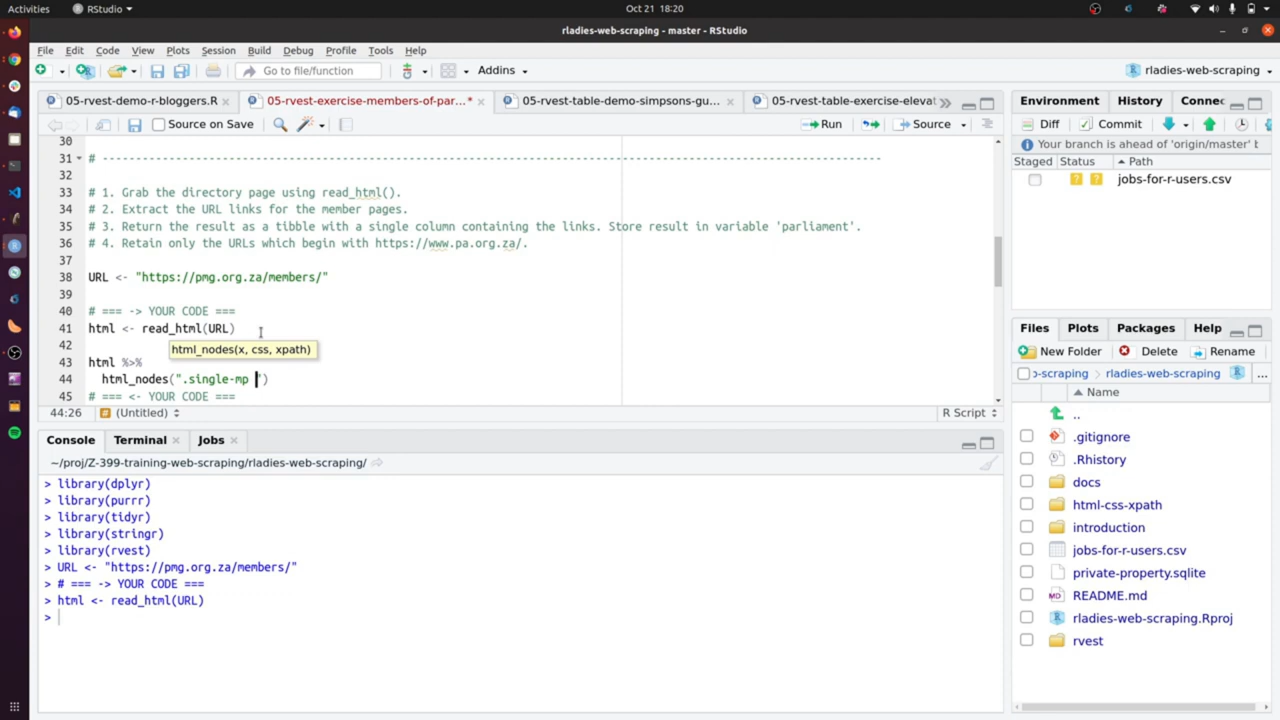 Activities RStudio Oct 21 18:20
rladies-web-scraping - master - RStudio
File Edit Code View Plots Session Build Debug Profile Tools Help
Go to file/function Addins rladies-web-scraping
05-rvest-demo-r-bloggers.R 05-rvest-exercise-members-of-par...* 05-rvest-table-demo-simpsons-gu... 05-rvest-table-exercise-elevat
Source on Save Run Source
30
31 # ---------------------------------------------------------------------------------------------------------------------
32
33 # 1. Grab the directory page using read_html().
34 # 2. Extract the URL links for the member pages.
35 # 3. Return the result as a tibble with a single column containing the links. Store result in variable 'parliament'.
36 # 4. Retain only the URLs which begin with https://www.pa.org.za/.
37
38 URL <- "https://pmg.org.za/members/"
39
40 # === -> YOUR CODE ===
41 html <- read_html(URL)
42 html_nodes(x, css, xpath)
43 html %>%
44 html_nodes(".single-mp ")
45 # === <- YOUR CODE ===
44:26 # (Untitled) R Script
Console Terminal Jobs
~/proj/Z-399-training-web-scraping/rladies-web-scraping/
> library(dplyr)
> library(purrr)
> library(tidyr)
> library(stringr)
> library(rvest)
> URL <- "https://pmg.org.za/members/"
> # === -> YOUR CODE ===
> html <- read_html(URL)
>
Environment History Connec
Diff Commit
Your branch is ahead of 'origin/master' b
Staged Status Path
? ? jobs-for-r-users.csv
Files Plots Packages Help
New Folder Delete Rename
b-scraping rladies-web-scraping ...
Name
..
.gitignore
.Rhistory
docs
html-css-xpath
introduction
jobs-for-r-users.csv
private-property.sqlite
README.md
rladies-web-scraping.Rproj
rvest